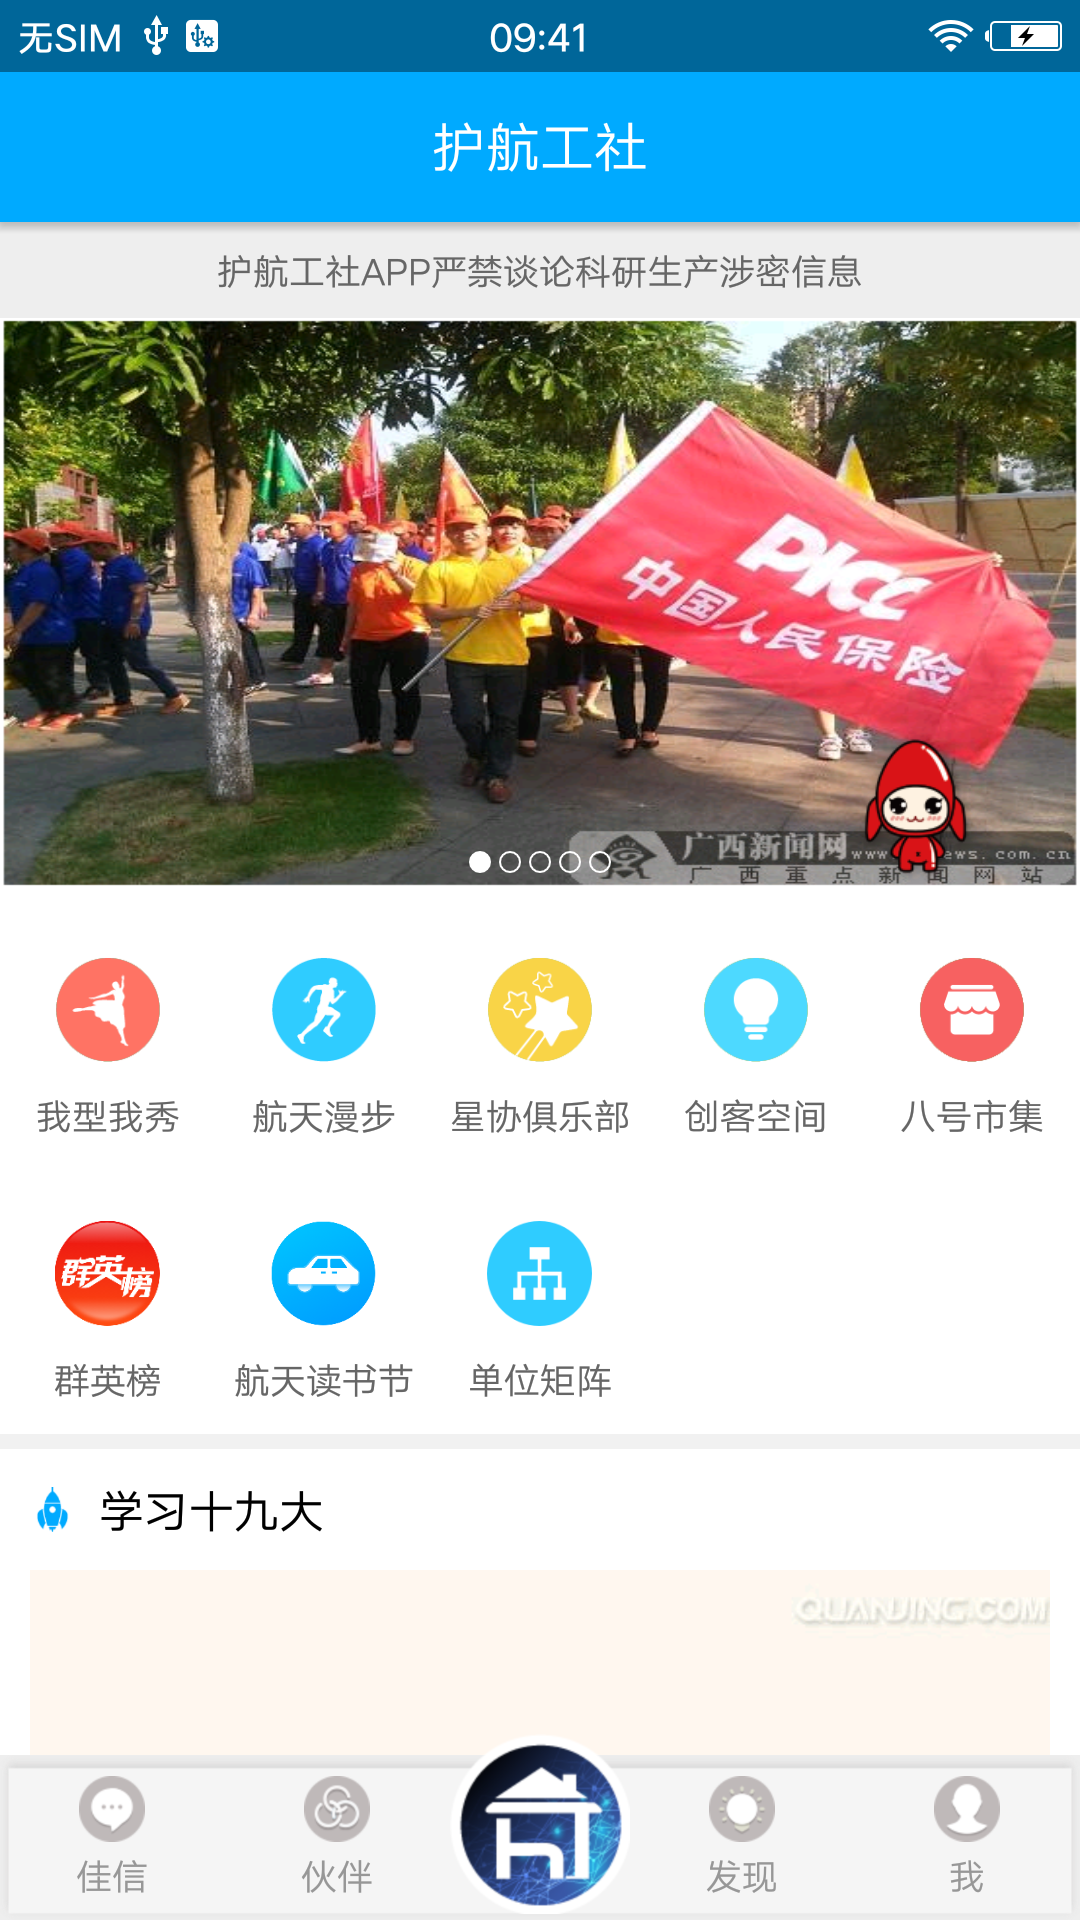 无SIM
09:41
护航工社
护航工社APP严禁谈论科研生产涉密信息
PICC
中国人民保险
广西新闻网
ews.com.cn
广西重点新闻网站
我型我秀
航天漫步
星协俱乐部
创客空间
八号市集
群英榜
群英榜
航天读书节
单位矩阵
学习十九大
QUANJING.COM
佳信
伙伴
发现
我